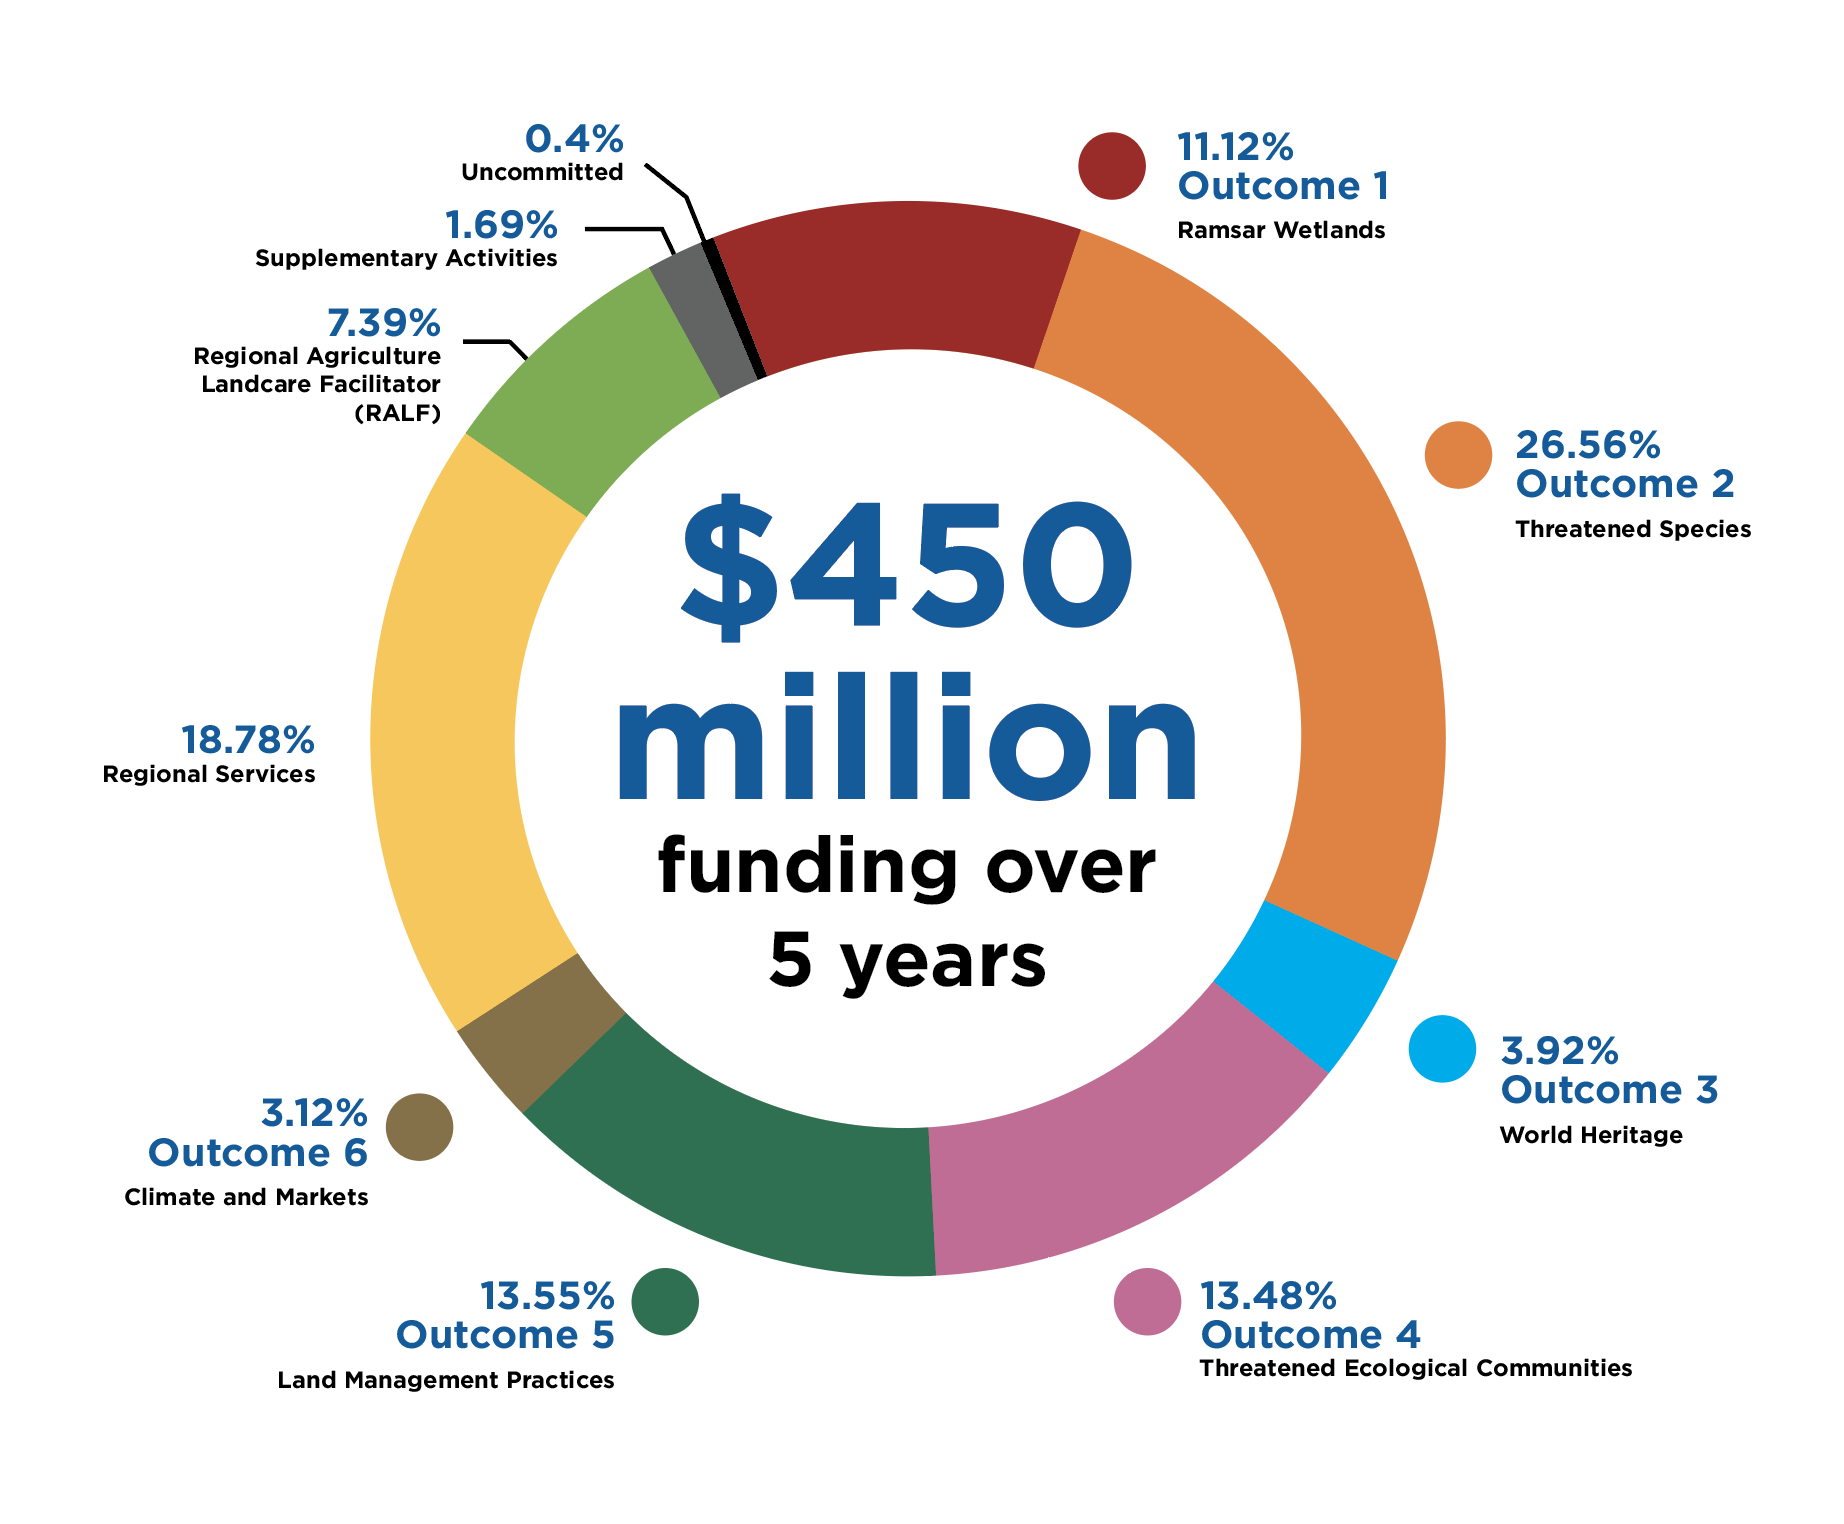 0.4%
Uncommitted
1.69%
Supplementary Activities
7.39%
Regional Agriculture
Landcare Facilitator
(RALF)
18.78%
Regional Services
3.12%
Outcome 6
Climate and Markets
13.55%
Outcome 5
Land Management Practices
$450
million
funding over
5 years
11.12%
Outcome 1
Ramsar Wetlands
26.56%
Outcome 2
Threatened Species
3.92%
Outcome 3
World Heritage
13.48%
Outcome 4
Threatened Ecological Communities